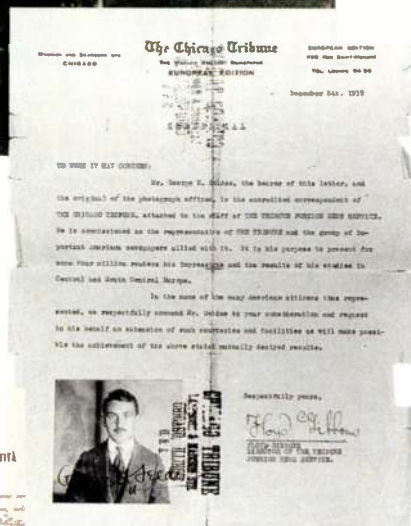 The Chicago Tribune
CHICAGO
EUROPEAN EDITION
EUROPEAN EDITION
TO WHOM IT MAY CONCERN:
Mr. George H. Seldes, the bearer of this letter, and
the original of the photograph affixed, is the accredited correspondent of
THE CHICAGO TRIBUNE, attached to the staff of THE TRIBUNE FOREIGN NEWS SERVICE.
He is commissioned as the representative of THE TRIBUNE and the group of im-
portant American newspapers allied with it. It is his purpose to present for
some four million readers his impressions and the results of his studies in
Central and South Central Europe.
In the name of the many American citizens thus repre-
sented, we respectfully commend Mr. Seldes to your consideration and request
in his behalf an extension of such courtesies and facilities as will make possi-
ble the achievement of the above stated mutually desired results.
Respectfully yours,
Floyd Gibbons
FLOYD GIBBONS
DIRECTOR OF THE TRIBUNE
FOREIGN NEWS SERVICE.
CHICAGO TRIBUNE